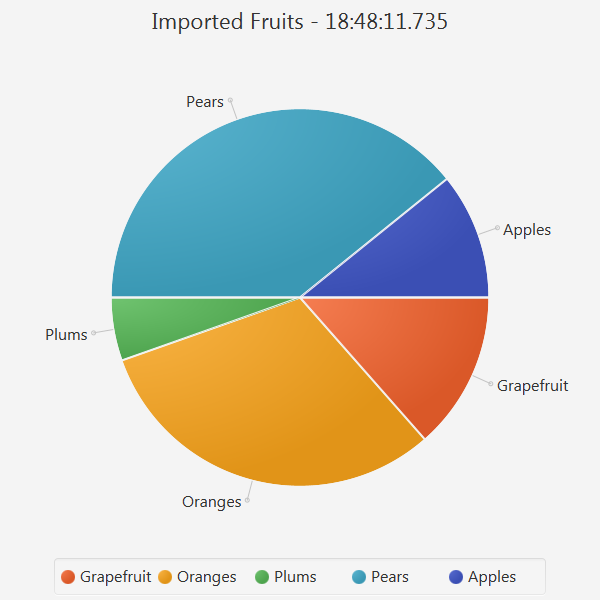 Imported Fruits - 18:48:11.735
Pears
Apples
Plums
Grapefruit
Oranges
Grapefruit Oranges Plums Pears Apples